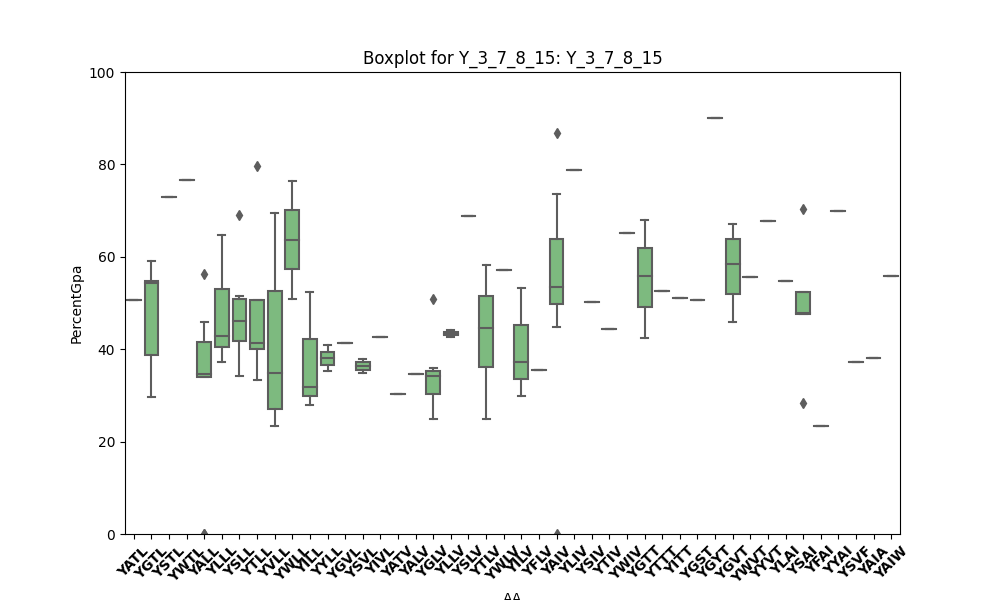 Boxplot for Y_3_7_8_15: Y_3_7_8_15
100
80
60
40
20
0
PercentGpa
YATL
YGTL
YSTL
YWTL
YALL
YLLL
YSLL
YTLL
YVLL
YWLL
YILL
YYLL
YGVL
YSVL
YIVL
YATV
YALV
YGLV
YLLV
YSLV
YTLV
YWLV
YILV
YFLV
YAIV
YLIV
YSIV
YTIV
YWIV
YGTT
YTTT
YITT
YGST
YGYT
YGVT
YWVT
YYVT
YLAI
YSAI
YFAI
YYAI
YSVF
YAIA
YAIW
AA